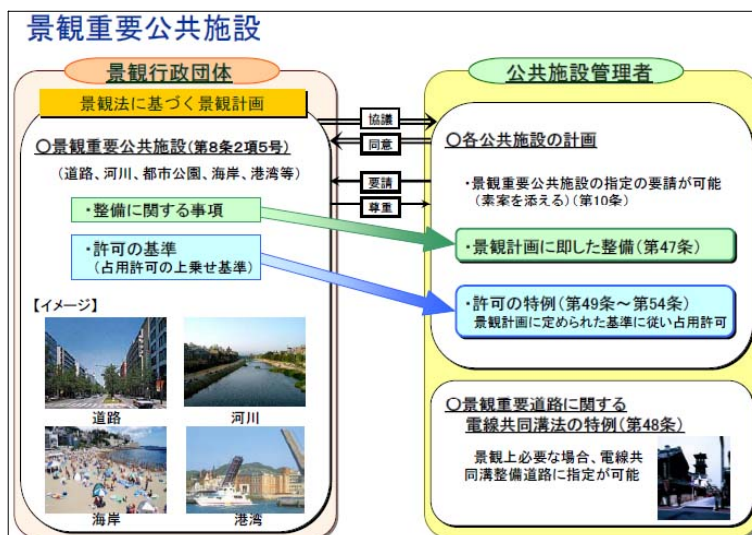 景観重要公共施設
景観行政団体
景観法に基づく景観計画
〇景観重要公共施設(第8条2項5号)
(道路、河川、都市公園、海岸、港湾等)
・整備に関する事項
・許可の基準
(占用許可の上乗せ基準)
【イメージ】
道路
河川
海岸
港湾
協議
同意
要請
尊重
公共施設管理者
〇各公共施設の計画
・景観重要公共施設の指定の要請が可能
(素案を添える)(第10条)
・景観計画に即した整備(第47条)
・許可の特例(第49条～第54条)
景観計画に定められた基準に従い占用許可
〇景観重要道路に関する
電線共同溝法の特例(第48条)
景観上必要な場合、電線共
同溝整備道路に指定が可能